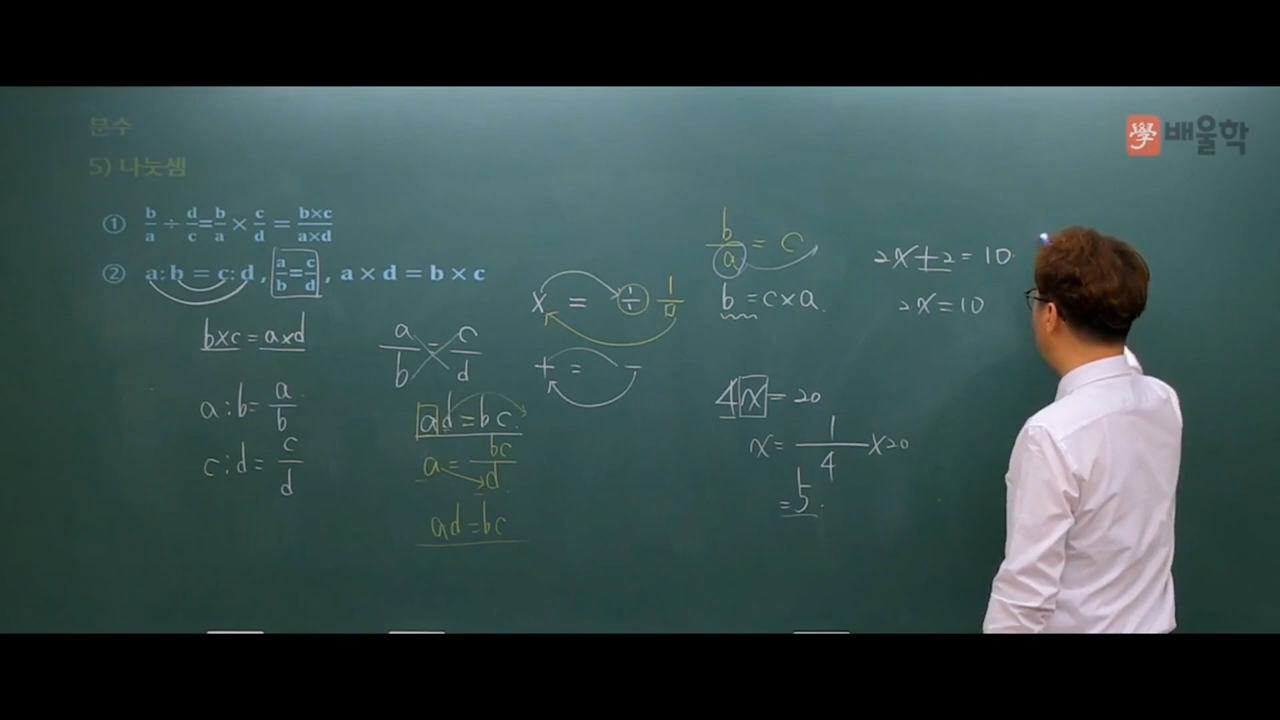 분수
學 배울학
5) 나눗셈
① b/a ÷ d/c = b/a × c/d = b×c/a×d
② a:b = c:d, a/b = c/d, a × d = b × c
b×c = a×d
a:b = a/b
c:d = c/d
a/b = c/d
ad = bc.
a = bc/d.
ad = bc
× = ÷ 1/□
+ = −
b/a = c
b = c×a.
4x = 20
x = 1/4 ×20
= 5.
2x+2 = 10
2x = 10